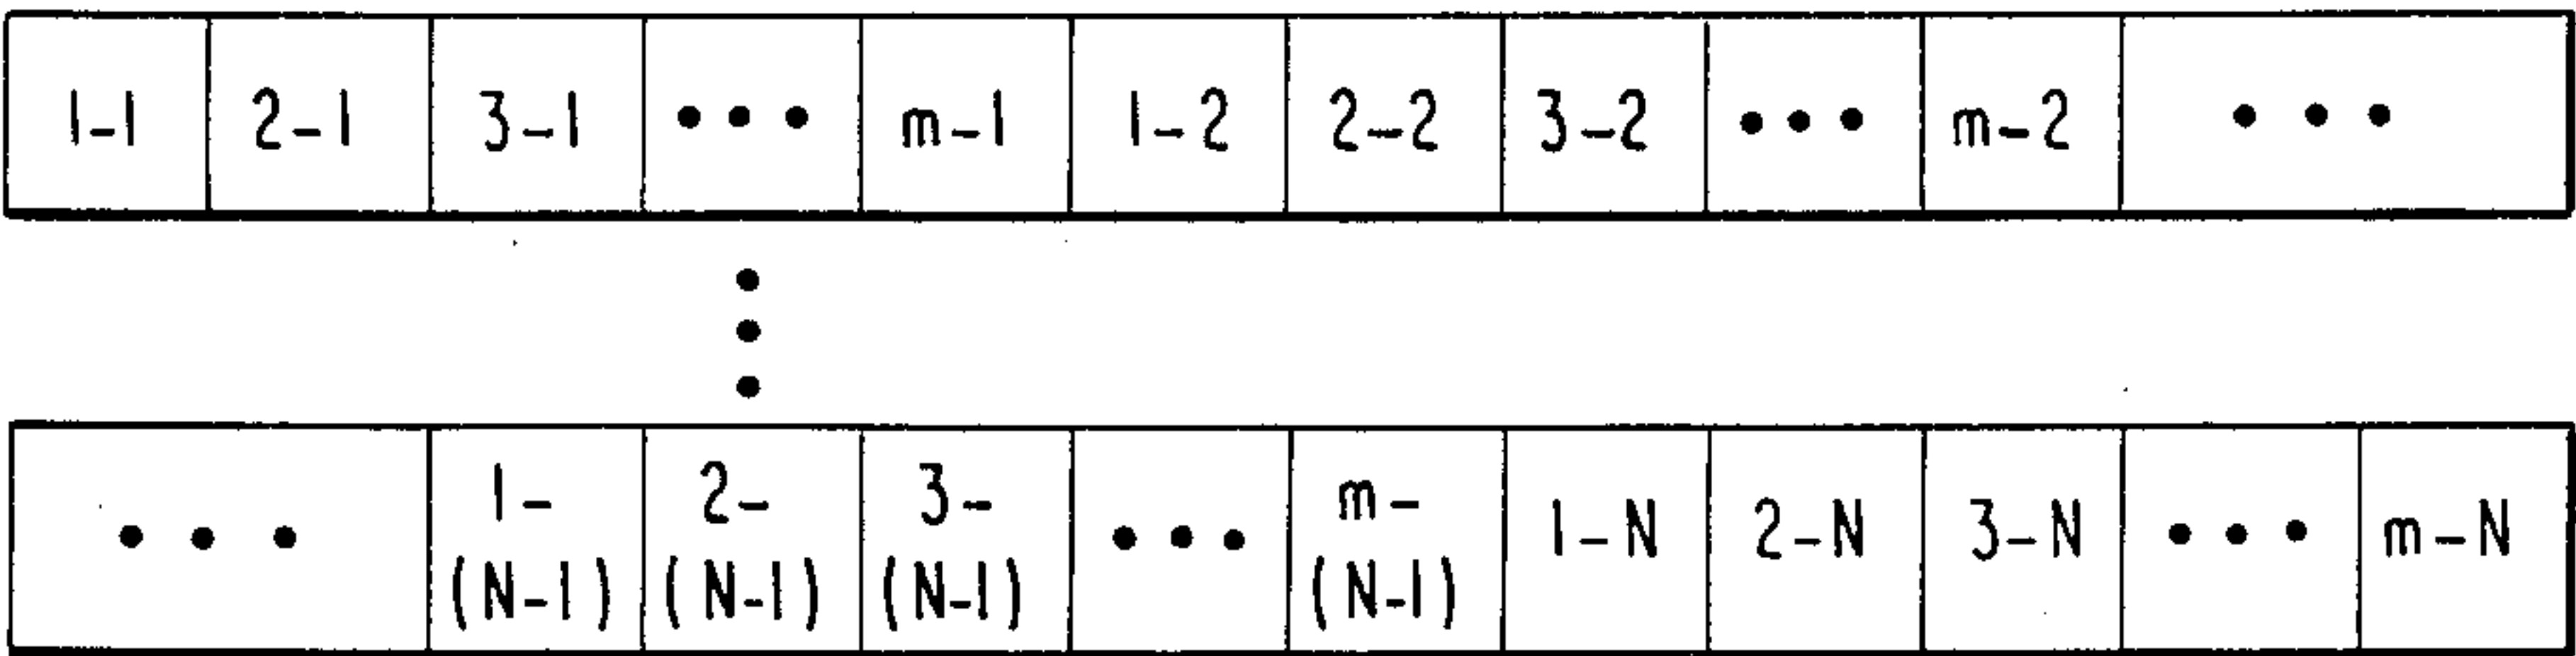 1-1 2-1 3-1 ••• m-1 1-2 2-2 3-2 ••• m-2 •••
•
•
•
••• 1-(N-1) 2-(N-1) 3-(N-1) ••• m-(N-1) 1-N 2-N 3-N ••• m-N